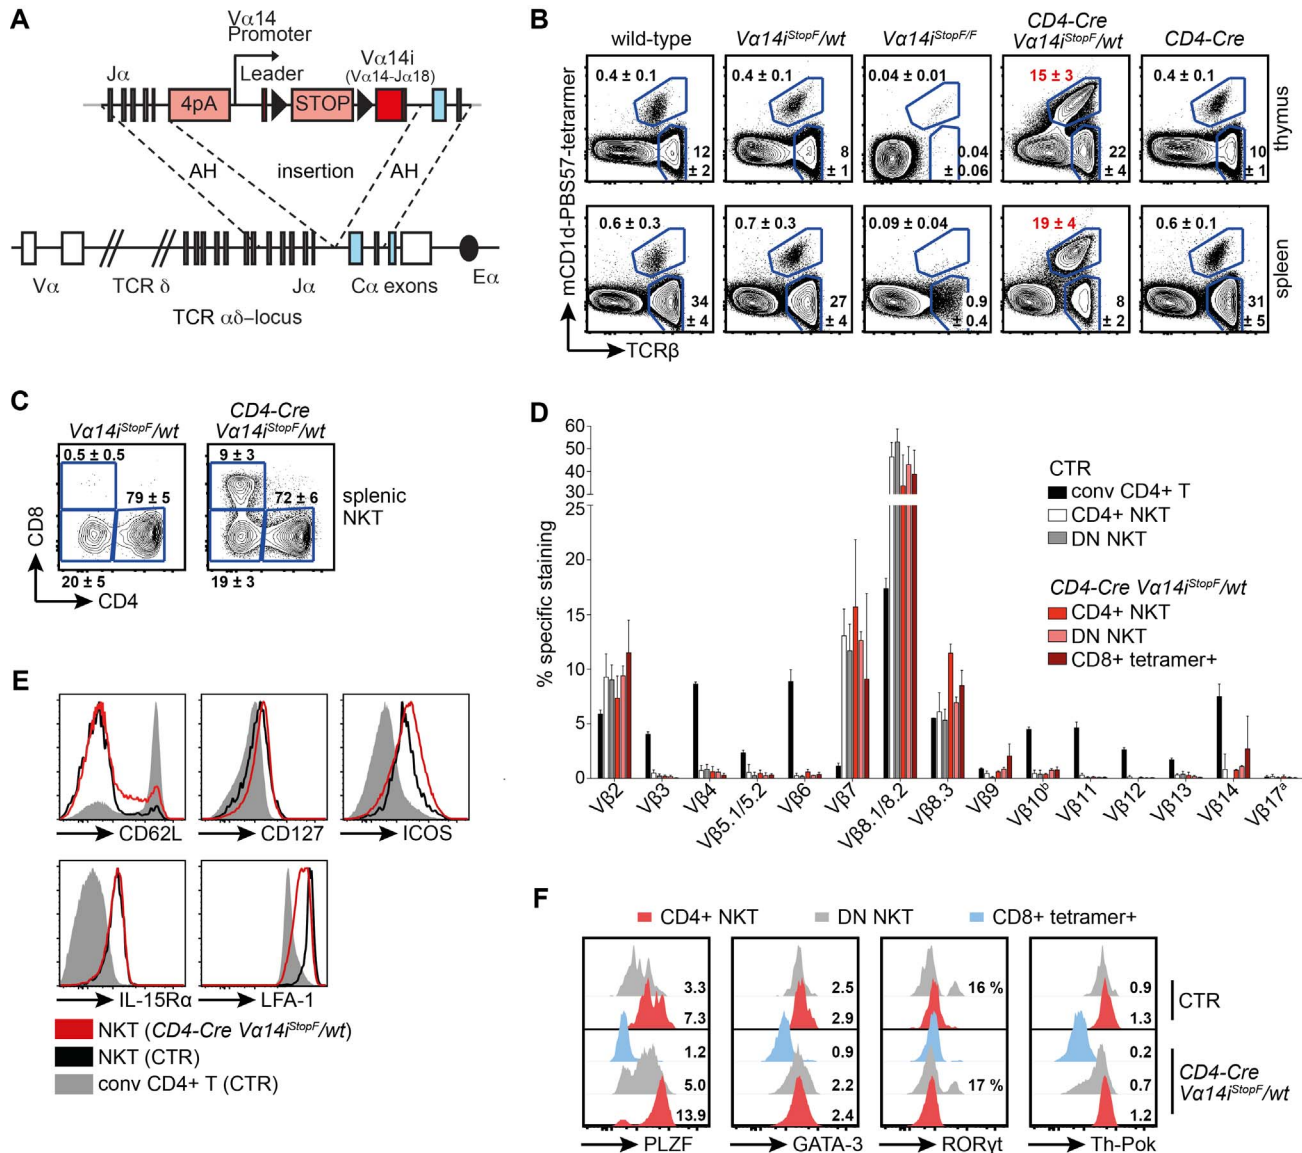 A
Vα14
Promoter
Jα
Leader
Vα14i
(Vα14-Jα18)
4pA
STOP
AH
insertion
AH
Vα
TCR δ
Jα
Cα exons
Eα
TCR αδ–locus
B
wild-type
Vα14iStopF/wt
Vα14iStopF/F
CD4-Cre
Vα14iStopF/wt
CD4-Cre
mCD1d-PBS57-tetramer
0.4 ± 0.1
12
± 2
0.4 ± 0.1
8
± 1
0.04 ± 0.01
0.04
± 0.06
15 ± 3
22
± 4
0.4 ± 0.1
10
± 1
thymus
0.6 ± 0.3
34
± 4
0.7 ± 0.3
27
± 4
0.09 ± 0.04
0.9
± 0.4
19 ± 4
8
± 2
0.6 ± 0.1
31
± 5
spleen
TCRβ
C
Vα14iStopF/wt
CD4-Cre
Vα14iStopF/wt
0.5 ± 0.5
79 ± 5
20 ± 5
9 ± 3
72 ± 6
19 ± 3
splenic
NKT
CD8
CD4
D
% specific staining
60
50
40
30
25
20
15
10
5
0
Vβ2
Vβ3
Vβ4
Vβ5.1/5.2
Vβ6
Vβ7
Vβ8.1/8.2
Vβ8.3
Vβ9
Vβ10b
Vβ11
Vβ12
Vβ13
Vβ14
Vβ17a
CTR
conv CD4+ T
CD4+ NKT
DN NKT
CD4-Cre Vα14iStopF/wt
CD4+ NKT
DN NKT
CD8+ tetramer+
E
CD62L
CD127
ICOS
IL-15Rα
LFA-1
NKT (CD4-Cre Vα14iStopF/wt)
NKT (CTR)
conv CD4+ T (CTR)
F
CD4+ NKT
DN NKT
CD8+ tetramer+
3.3
7.3
1.2
5.0
13.9
PLZF
2.5
2.9
0.9
2.2
2.4
GATA-3
16 %
17 %
RORγt
0.9
1.3
0.2
0.7
1.2
Th-Pok
CTR
CD4-Cre
Vα14iStopF/wt